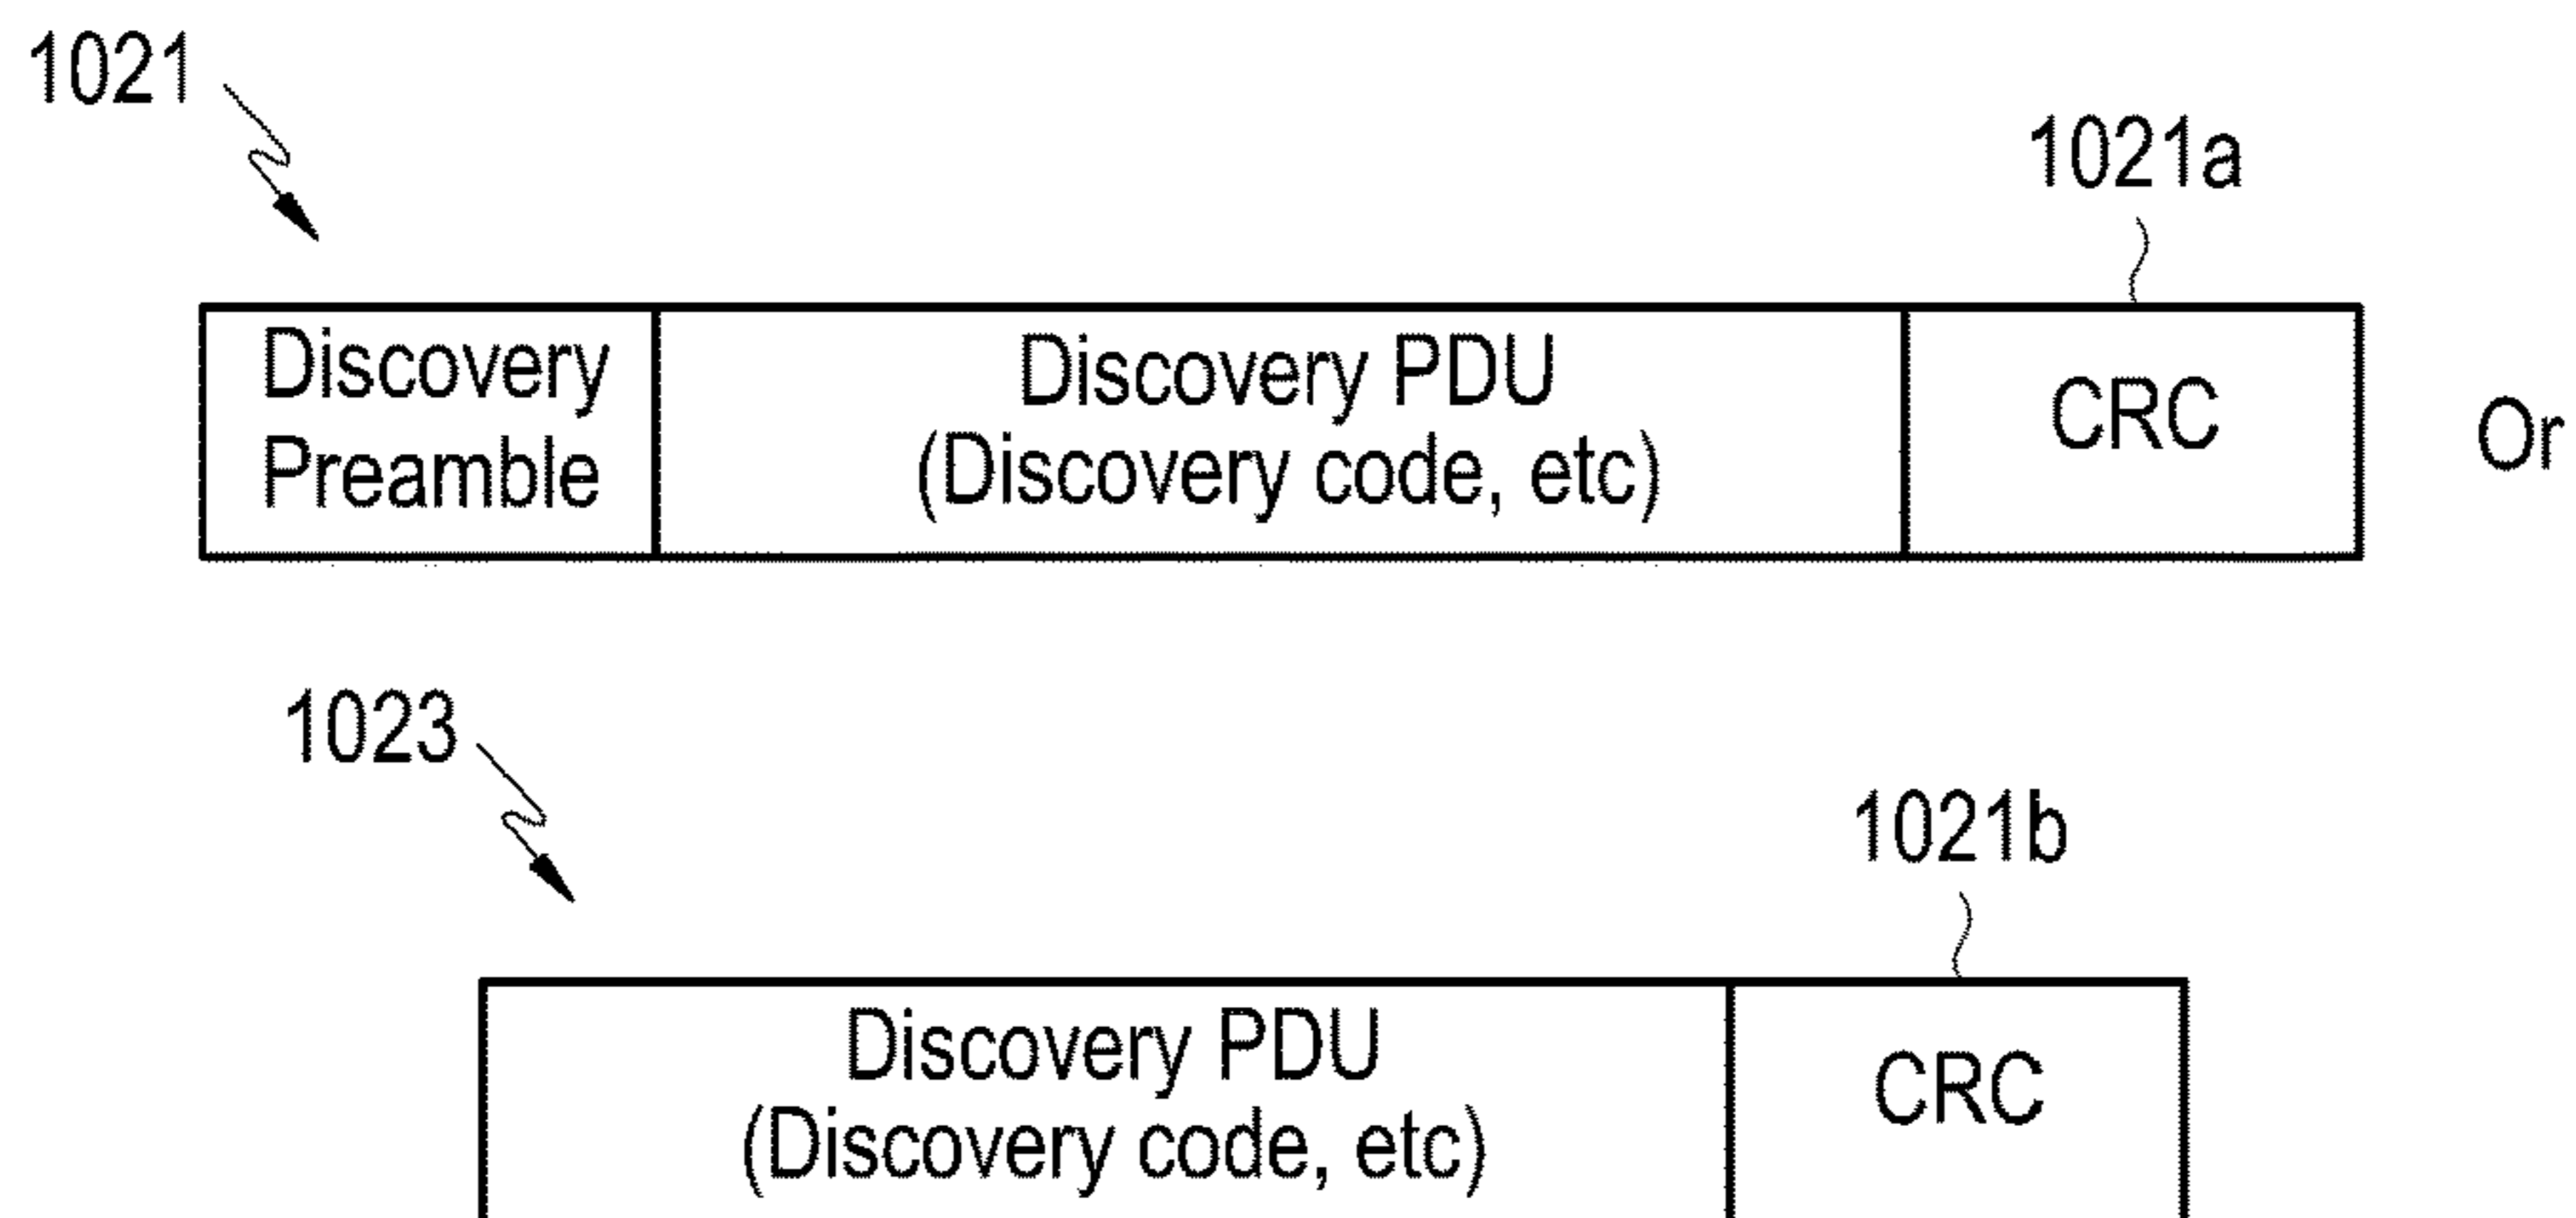 1021
1021a
Discovery
Preamble
Discovery PDU
(Discovery code, etc)
CRC
Or
1023
1021b
Discovery PDU
(Discovery code, etc)
CRC